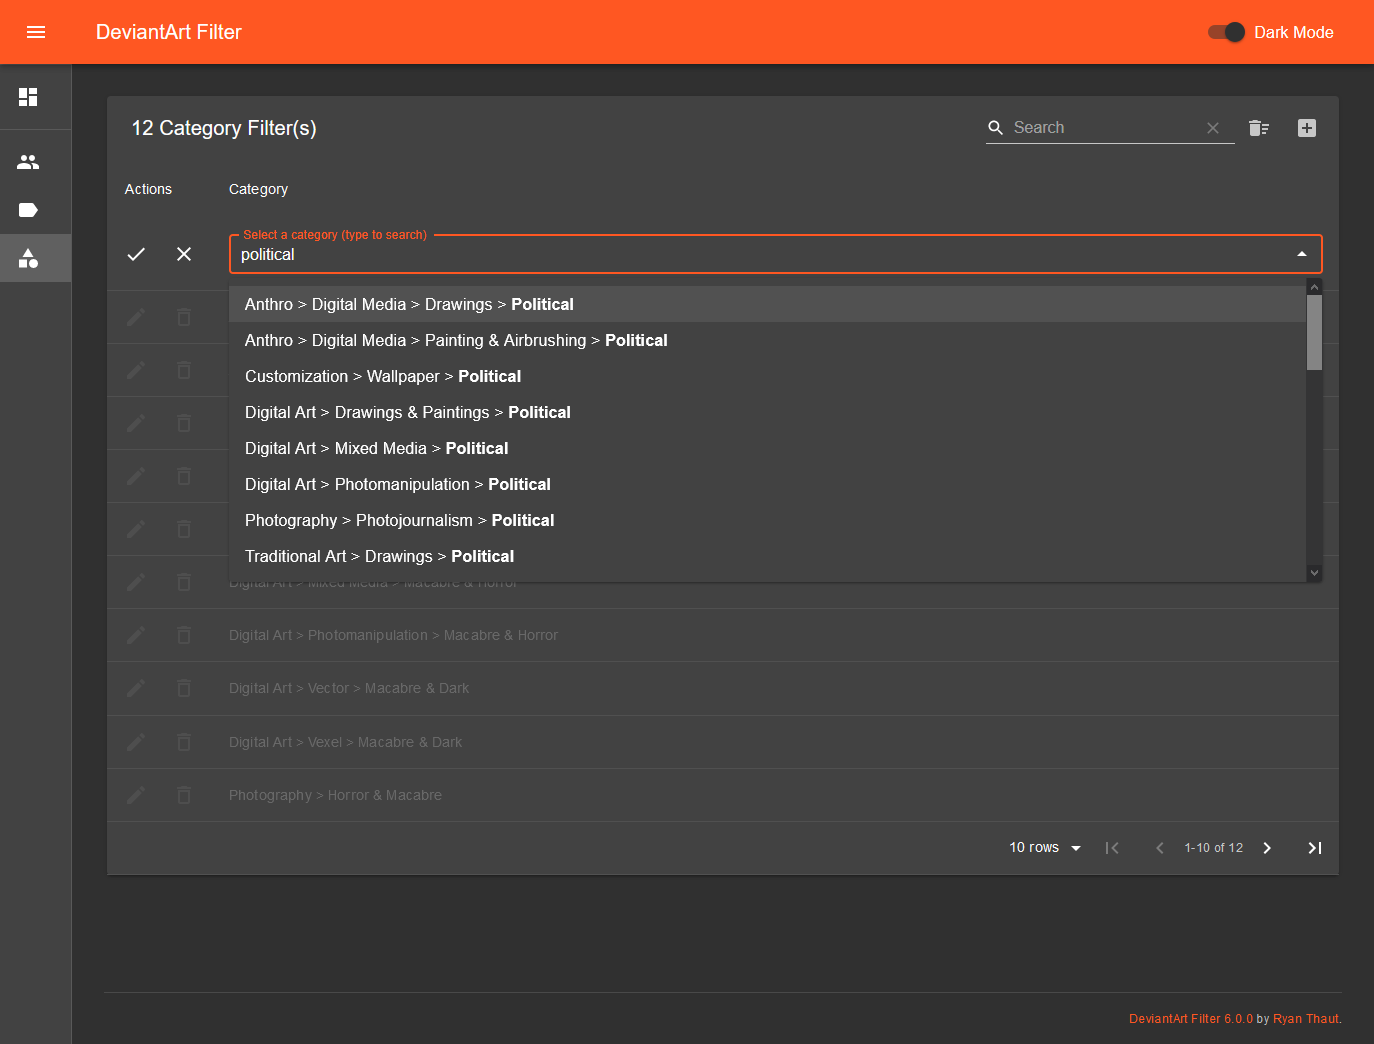 DeviantArt Filter
Dark Mode
12 Category Filter(s)
Search
Actions Category
Select a category (type to search)
political
Anthro > Digital Media > Drawings > Political
Anthro > Digital Media > Painting & Airbrushing > Political
Customization > Wallpaper > Political
Digital Art > Drawings & Paintings > Political
Digital Art > Mixed Media > Political
Digital Art > Photomanipulation > Political
Photography > Photojournalism > Political
Traditional Art > Drawings > Political
Digital Art > Mixed Media > Macabre & Horror
Digital Art > Photomanipulation > Macabre & Horror
Digital Art > Vector > Macabre & Dark
Digital Art > Vexel > Macabre & Dark
Photography > Horror & Macabre
10 rows 1-10 of 12
DeviantArt Filter 6.0.0 by Ryan Thaut.